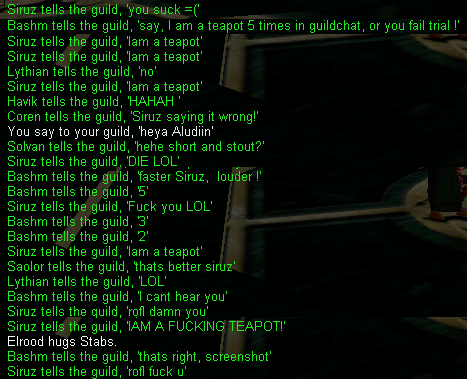 Siruz tells the guild, 'you suck =('
Bashm tells the guild, 'say, I am a teapot 5 times in guildchat, or you fail trial !'
Siruz tells the guild, 'Iam a teapot'
Siruz tells the guild, 'Iam a teapot'
Lythian tells the guild, 'no'
Siruz tells the guild, 'Iam a teapot'
Havik tells the guild, 'HAHAH '
Coren tells the guild, 'Siruz saying it wrong!'
You say to your guild, 'heya Aludiin'
Solvan tells the guild, 'hehe short and stout?'
Siruz tells the guild, 'DIE LOL'
Bashm tells the guild, 'faster Siruz,  louder !'
Bashm tells the guild, '5'
Siruz tells the guild, 'Fuck you LOL'
Bashm tells the guild, '3'
Bashm tells the guild, '2'
Siruz tells the guild, 'Iam a teapot'
Saolor tells the guild, 'thats better siruz'
Lythian tells the guild, 'LOL'
Bashm tells the guild, 'I cant hear you'
Siruz tells the guild, 'rofl damn you'
Siruz tells the guild, 'IAM A FUCKING TEAPOT!'
Elrood hugs Stabs.
Bashm tells the guild, 'thats right, screenshot'
Siruz tells the guild, 'rofl fuck u'